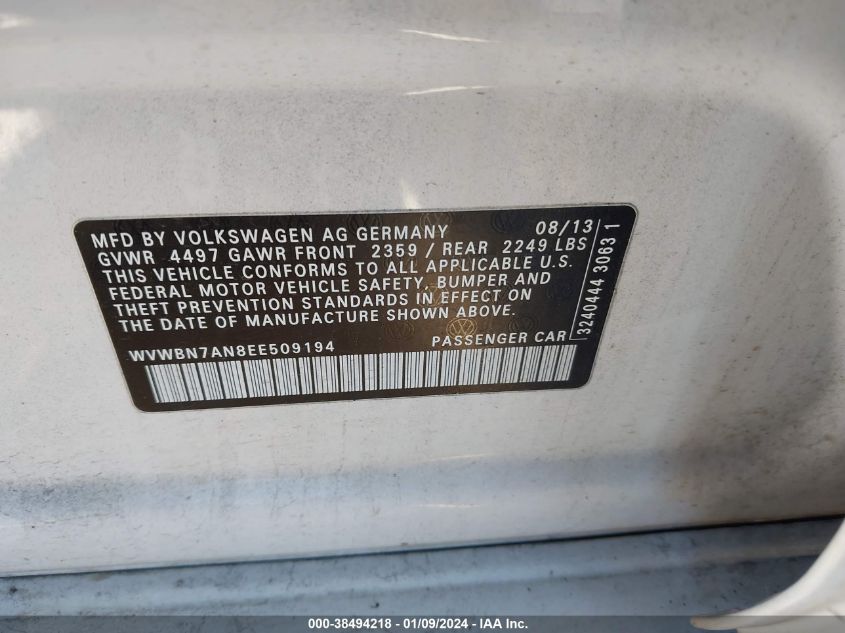 MFD BY VOLKSWAGEN AG GERMANY 08/13
GVWR 4497 GAWR FRONT 2359 / REAR 2249 LBS
THIS VEHICLE CONFORMS TO ALL APPLICABLE U.S.
FEDERAL MOTOR VEHICLE SAFETY, BUMPER AND
THEFT PREVENTION STANDARDS IN EFFECT ON
THE DATE OF MANUFACTURE SHOWN ABOVE.
WVWBN7AN8EE509194 PASSENGER CAR
3240444 30631
000-38494218 - 01/09/2024 - IAA Inc.